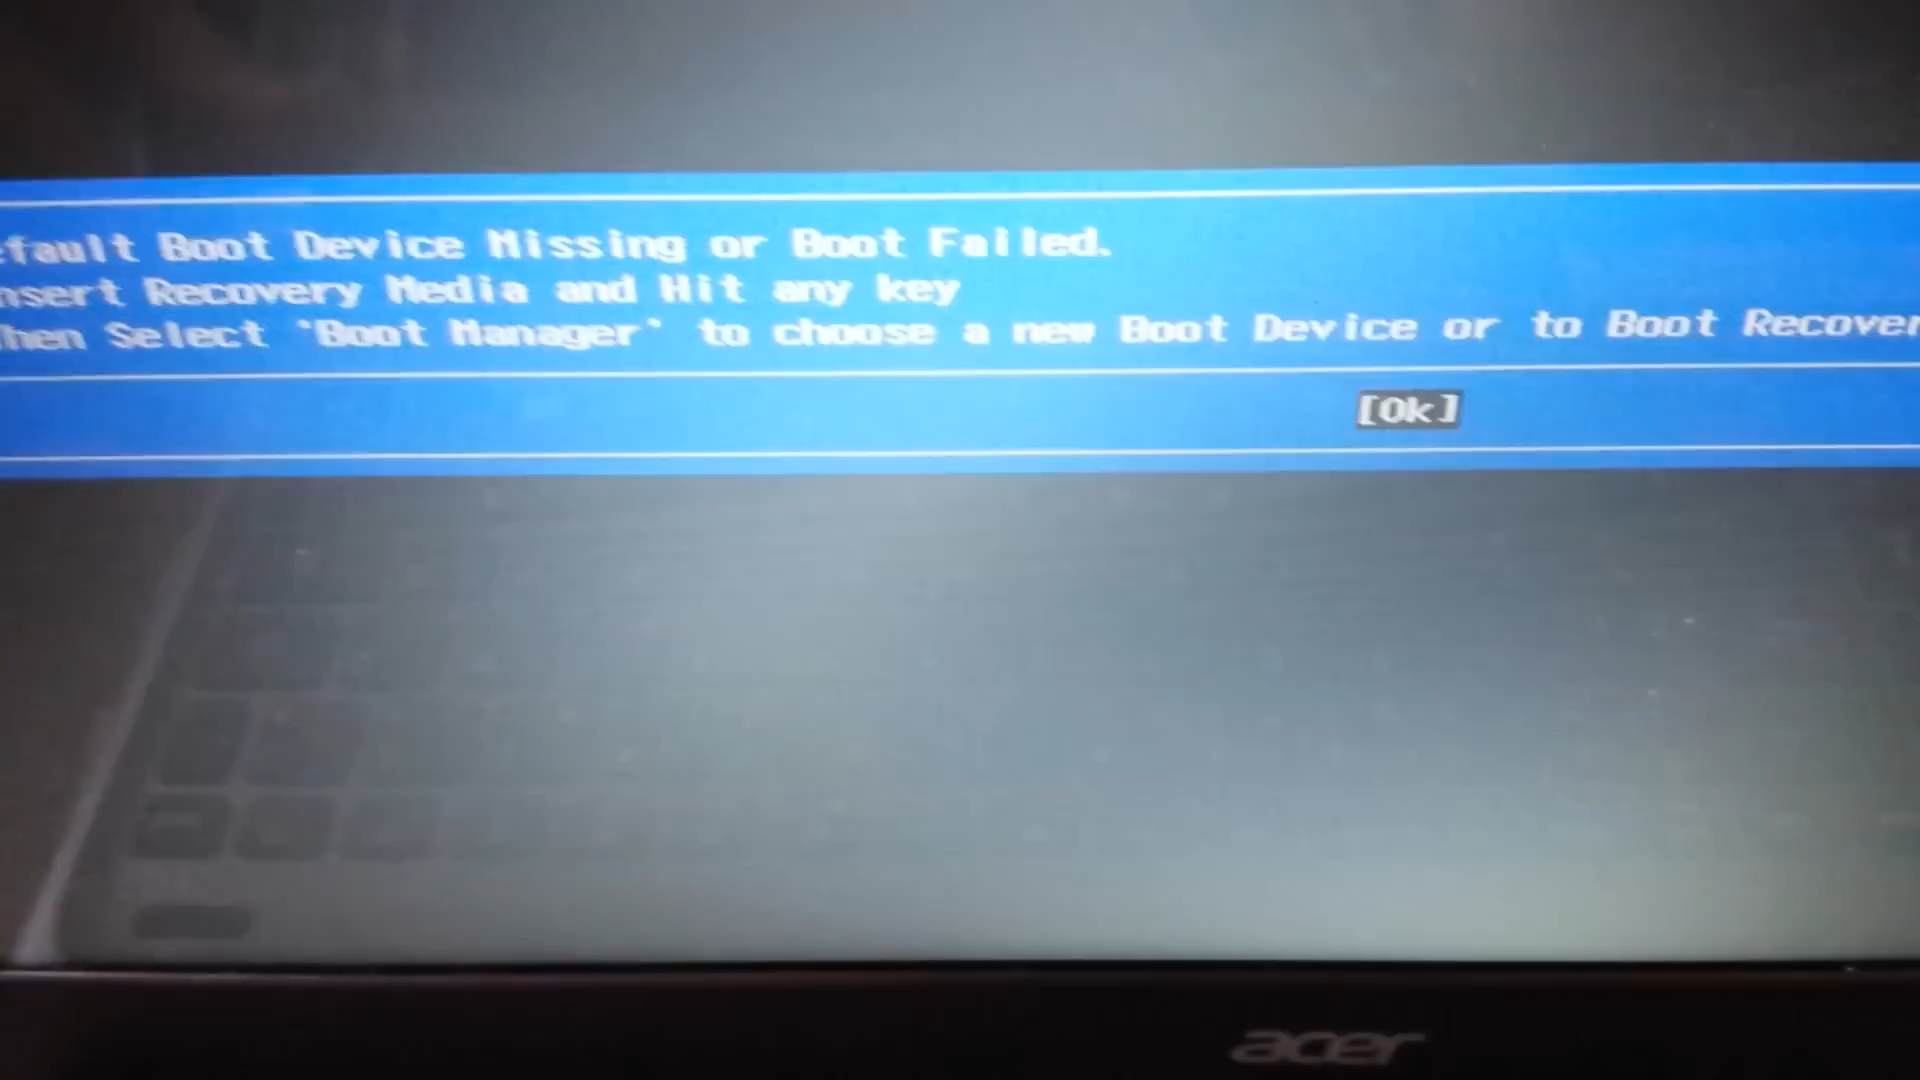 efault Boot Device Missing or Boot Failed.
nsert Recovery Media and Hit any key
hen Select 'Boot Manager' to choose a new Boot Device or to Boot Recover
[Ok]
acer